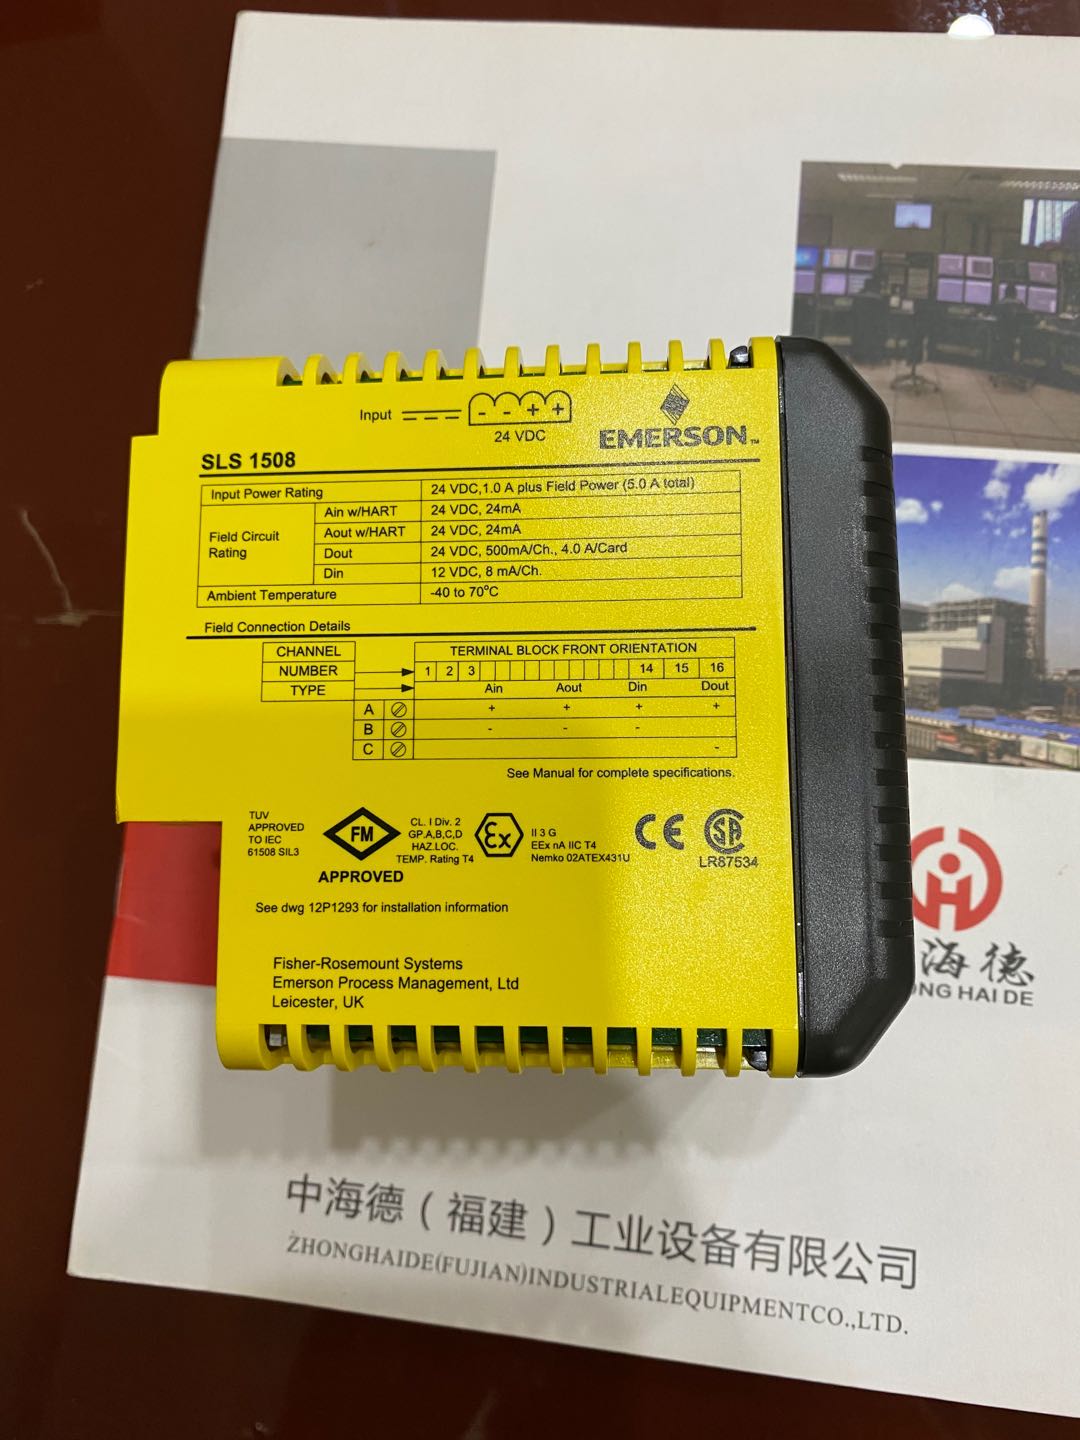 Input - - + +
24 VDC
EMERSON™
SLS 1508
Input Power Rating 24 VDC,1.0 A plus Field Power (5.0 A total)
Field Circuit Rating
Ain w/HART 24 VDC, 24mA
Aout w/HART 24 VDC, 24mA
Dout 24 VDC, 500mA/Ch., 4.0 A/Card
Din 12 VDC, 8 mA/Ch.
Ambient Temperature -40 to 70°C
Field Connection Details
CHANNEL TERMINAL BLOCK FRONT ORIENTATION
NUMBER 1 2 3 14 15 16
TYPE Ain Aout Din Dout
A + + + +
B - - -
C -
See Manual for complete specifications.
TUV
APPROVED
TO IEC
61508 SIL3
FM
APPROVED
CL. I Div. 2
GP.A,B,C,D
HAZ.LOC.
TEMP. Rating T4
Ex
II 3 G
EEx nA IIC T4
Nemko 02ATEX431U
CE
SA
LR87534
See dwg 12P1293 for installation information
Fisher-Rosemount Systems
Emerson Process Management, Ltd
Leicester, UK
海德
ONG HAI DE
中海德（福建）工业设备有限公司
ZHONGHAIDE(FUJIAN)INDUSTRIALEQUIPMENTCO.,LTD.